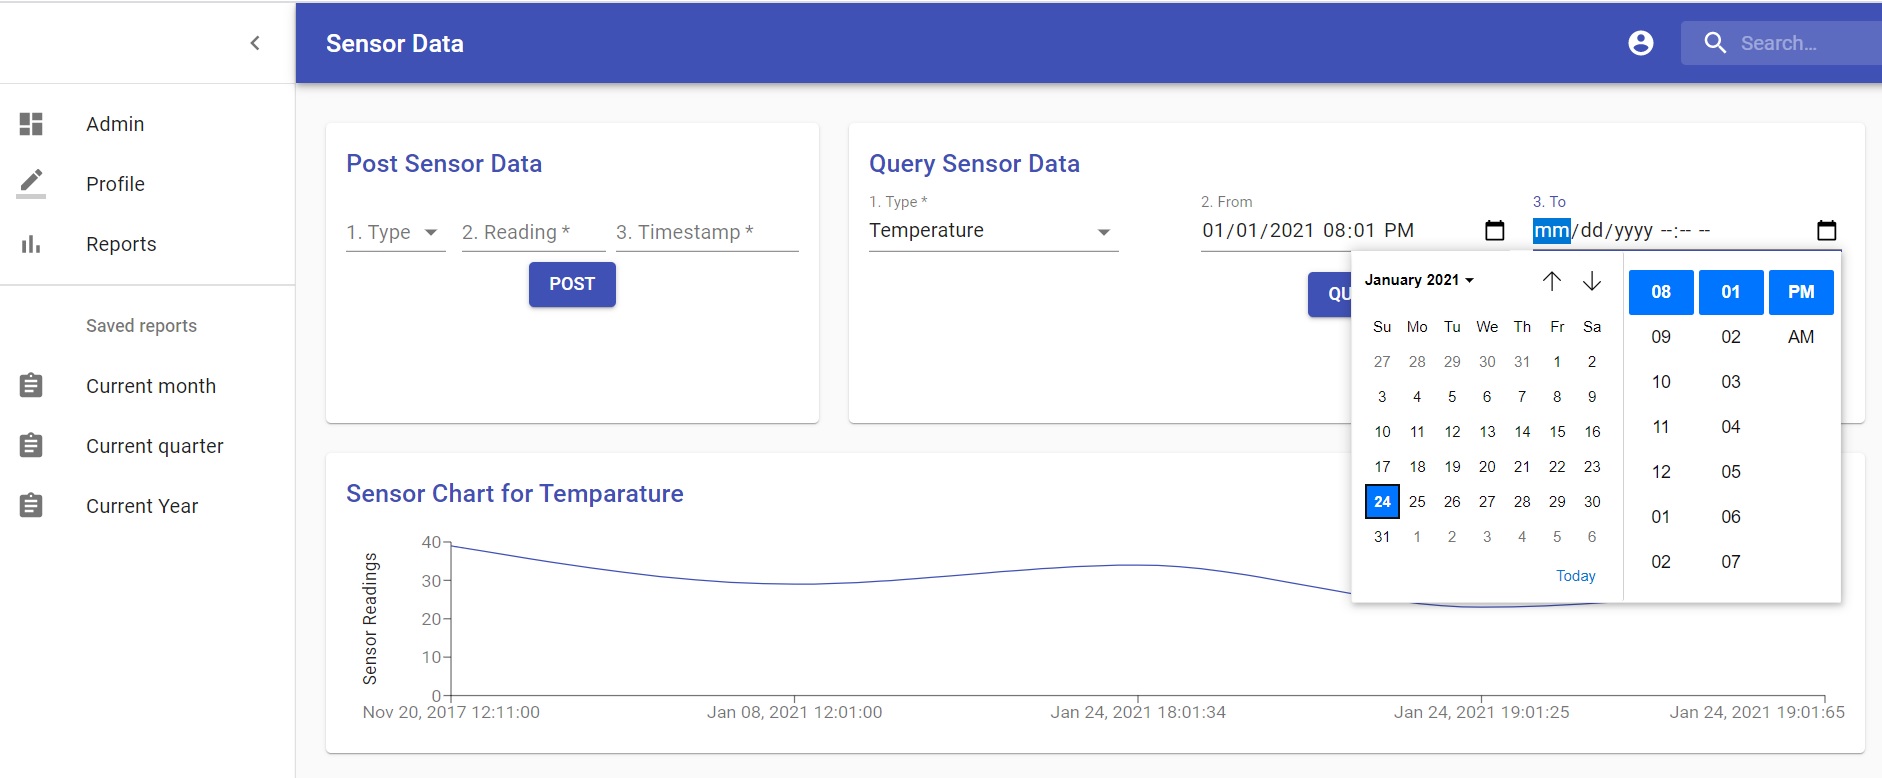 Sensor Data
Search...
Admin
Profile
Reports
Saved reports
Current month
Current quarter
Current Year
Post Sensor Data
1. Type 2. Reading * 3. Timestamp *
POST
Query Sensor Data
1. Type * 2. From 3. To
Temperature 01/01/2021 08:01 PM mm/dd/yyyy --:-- --
QU
January 2021
Su Mo Tu We Th Fr Sa
27 28 29 30 31 1 2
3 4 5 6 7 8 9
10 11 12 13 14 15 16
17 18 19 20 21 22 23
24 25 26 27 28 29 30
31 1 2 3 4 5 6
Today
08 01 PM
09 02 AM
10 03
11 04
12 05
01 06
02 07
Sensor Chart for Temparature
Sensor Readings
40
30
20
10
0
Nov 20, 2017 12:11:00 Jan 08, 2021 12:01:00 Jan 24, 2021 18:01:34 Jan 24, 2021 19:01:25 Jan 24, 2021 19:01:65